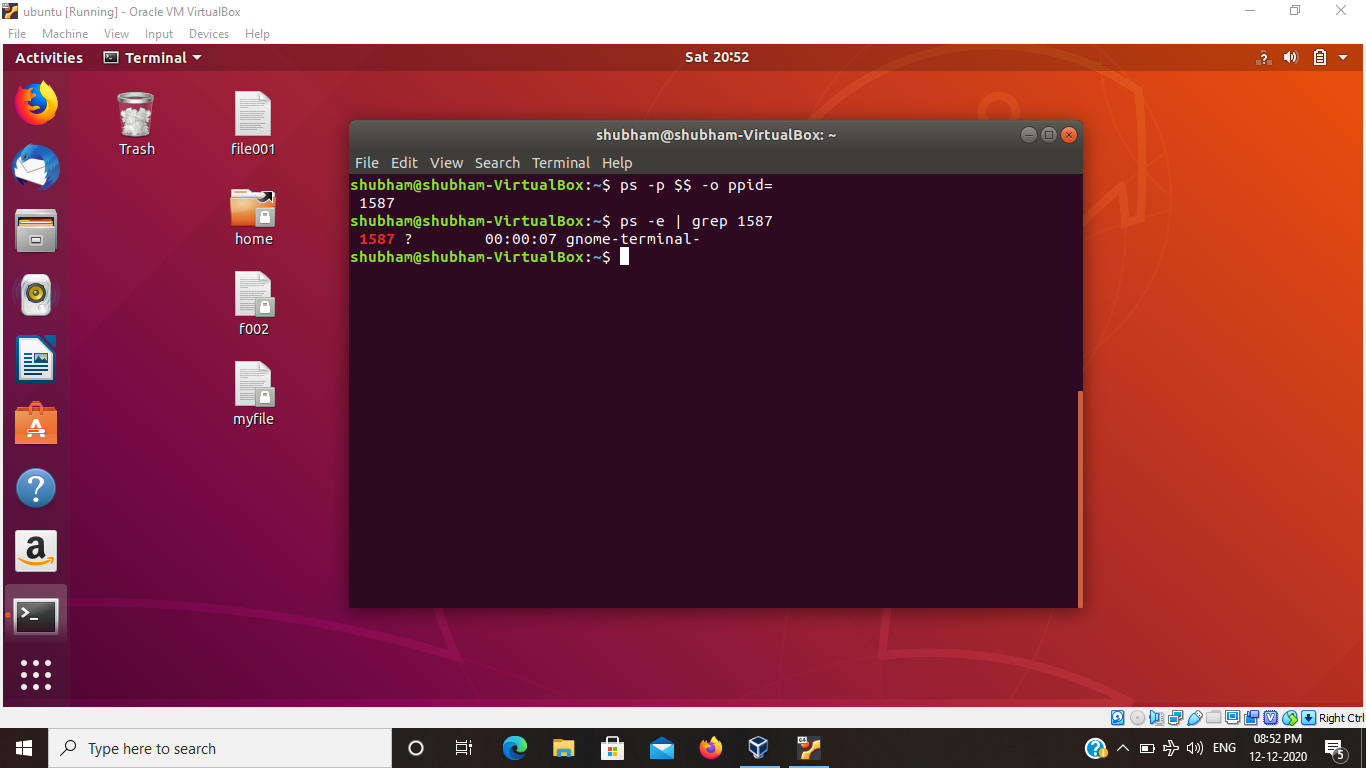 ubuntu [Running] - Oracle VM VirtualBox
File Machine View Input Devices Help
Activities Terminal Sat 20:52
Trash file001
home
f002
myfile
shubham@shubham-VirtualBox: ~
File Edit View Search Terminal Help
shubham@shubham-VirtualBox:~$ ps -p $$ -o ppid=
1587
shubham@shubham-VirtualBox:~$ ps -e | grep 1587
1587 ? 00:00:07 gnome-terminal-
shubham@shubham-VirtualBox:~$
Right Ctrl
Type here to search
ENG
08:52 PM
12-12-2020
5